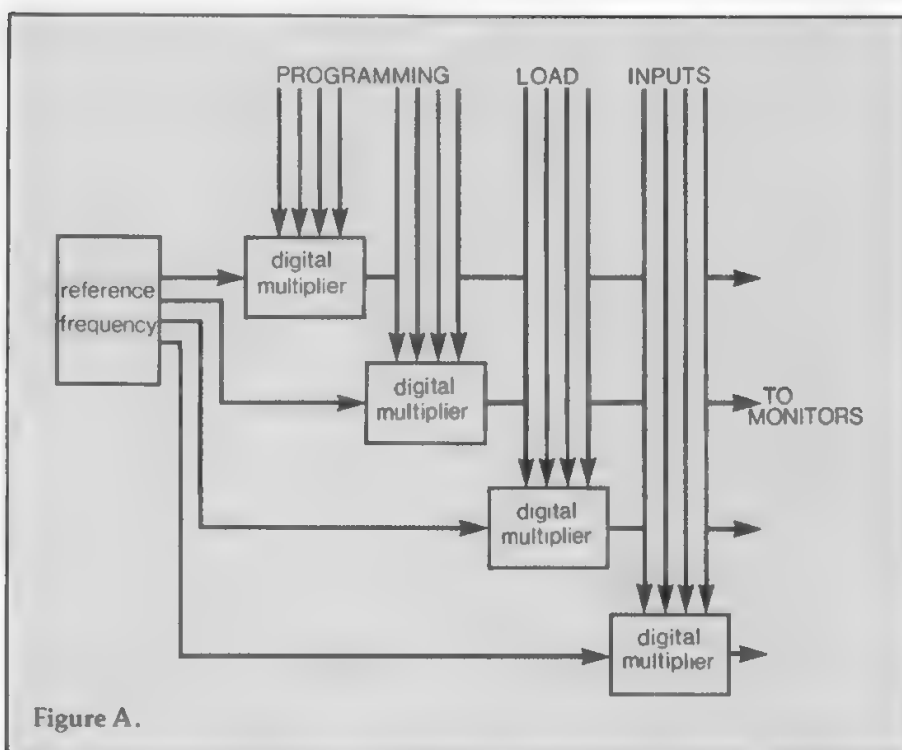 PROGRAMMING LOAD INPUTS
digital
multiplier
reference
frequency
digital
multiplier
TO
MONITORS
digital
multiplier
digital
multiplier
Figure A.